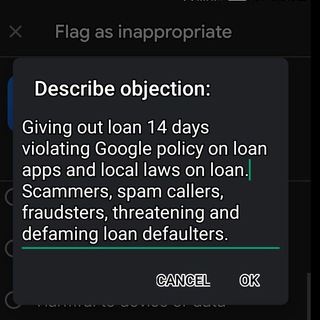 Flag as inappropriate
Describe objection:
Giving out loan 14 days
violating Google policy on loan
apps and local laws on loan.
Scammers, spam callers,
fraudsters, threatening and
defaming loan defaulters.
CANCEL OK
Harmful to device or data